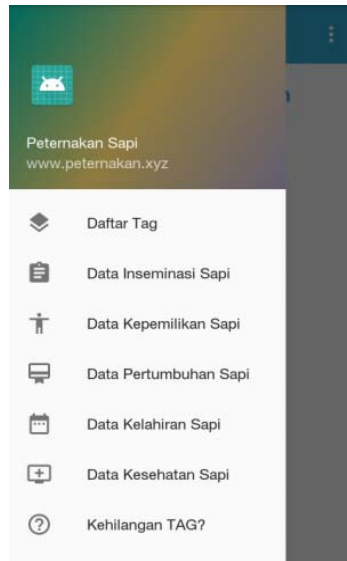 Peternakan Sapi
www.peternakan.xyz
Daftar Tag
Data Inseminasi Sapi
Data Kepemilikan Sapi
Data Pertumbuhan Sapi
Data Kelahiran Sapi
Data Kesehatan Sapi
Kehilangan TAG?